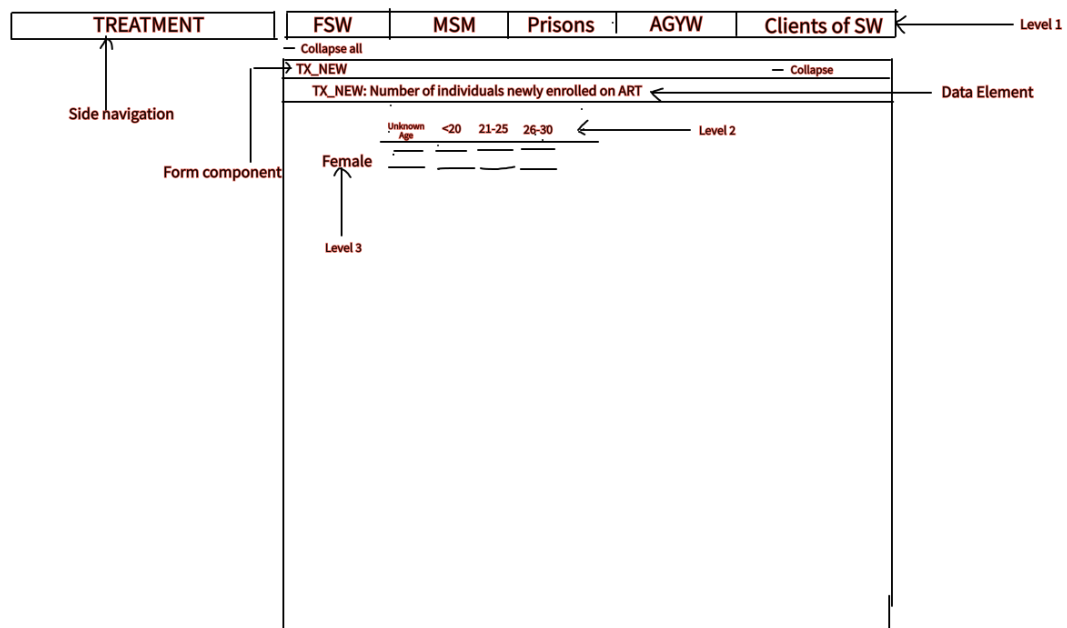 TREATMENT
FSW
MSM
Prisons
AGYW
Clients of SW
Level 1
Collapse all
TX_NEW
Collapse
TX_NEW: Number of individuals newly enrolled on ART
Data Element
Side navigation
Unknown
Age
<20
21-25
26-30
Level 2
Female
Form component
Level 3